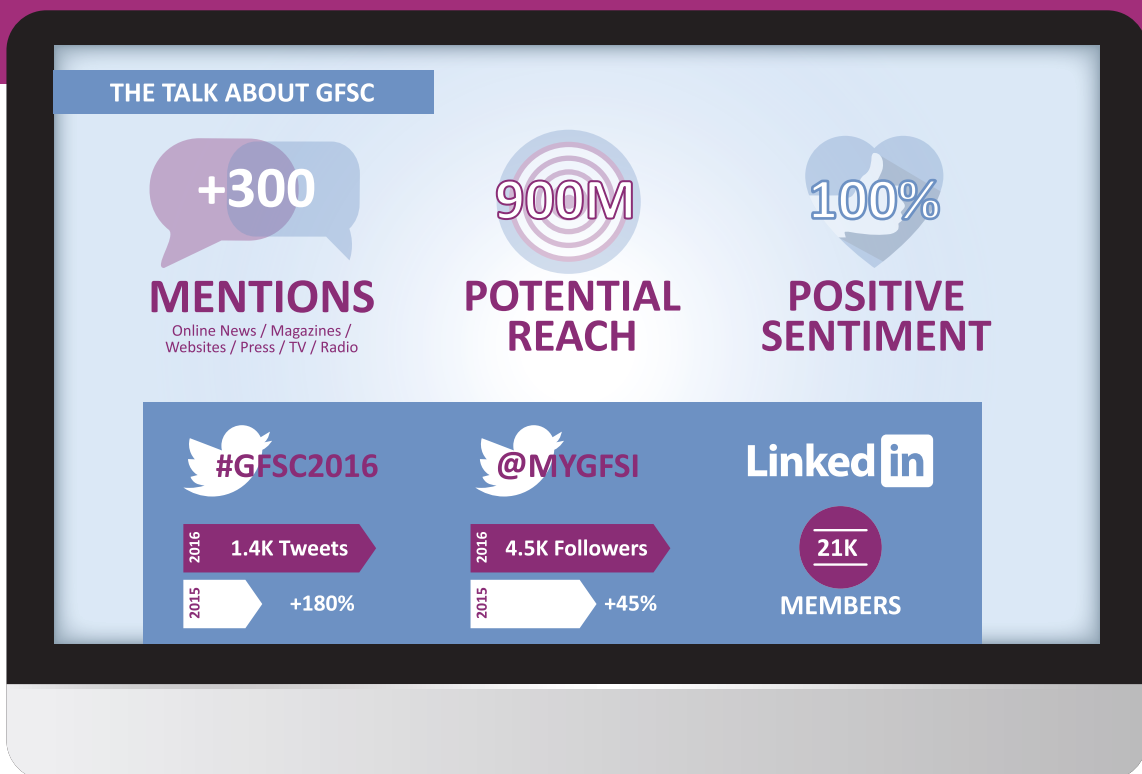 THE TALK ABOUT GFSC
+300
MENTIONS
Online News / Magazines /
Websites / Press / TV / Radio
900M
POTENTIAL
REACH
100%
POSITIVE
SENTIMENT
#GFSC2016
2016
1.4K Tweets
2015
+180%
@MYGFSI
2016
4.5K Followers
2015
+45%
Linked in
21K
MEMBERS